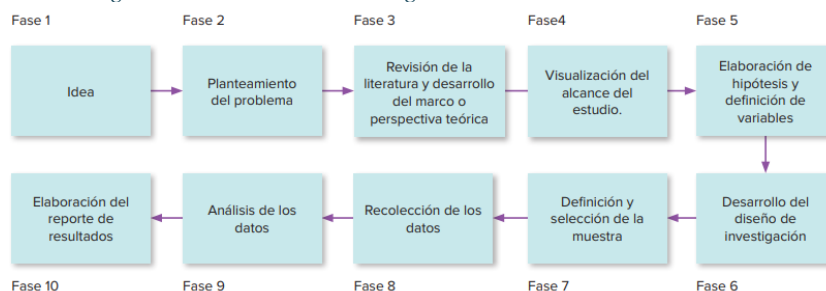 Fase 1
Fase 2
Fase 3
Fase4
Fase 5
Idea
Planteamiento
del problema
Revisión de la
literatura y desarrollo
del marco o
perspectiva teórica
Visualización del
alcance del
estudio.
Elaboración de
hipótesis y
definición de
variables
Elaboración del
reporte de
resultados
Análisis de los
datos
Recolección de los
datos
Definición y
selección de la
muestra
Desarrollo del
diseño de
investigación
Fase 10
Fase 9
Fase 8
Fase 7
Fase 6